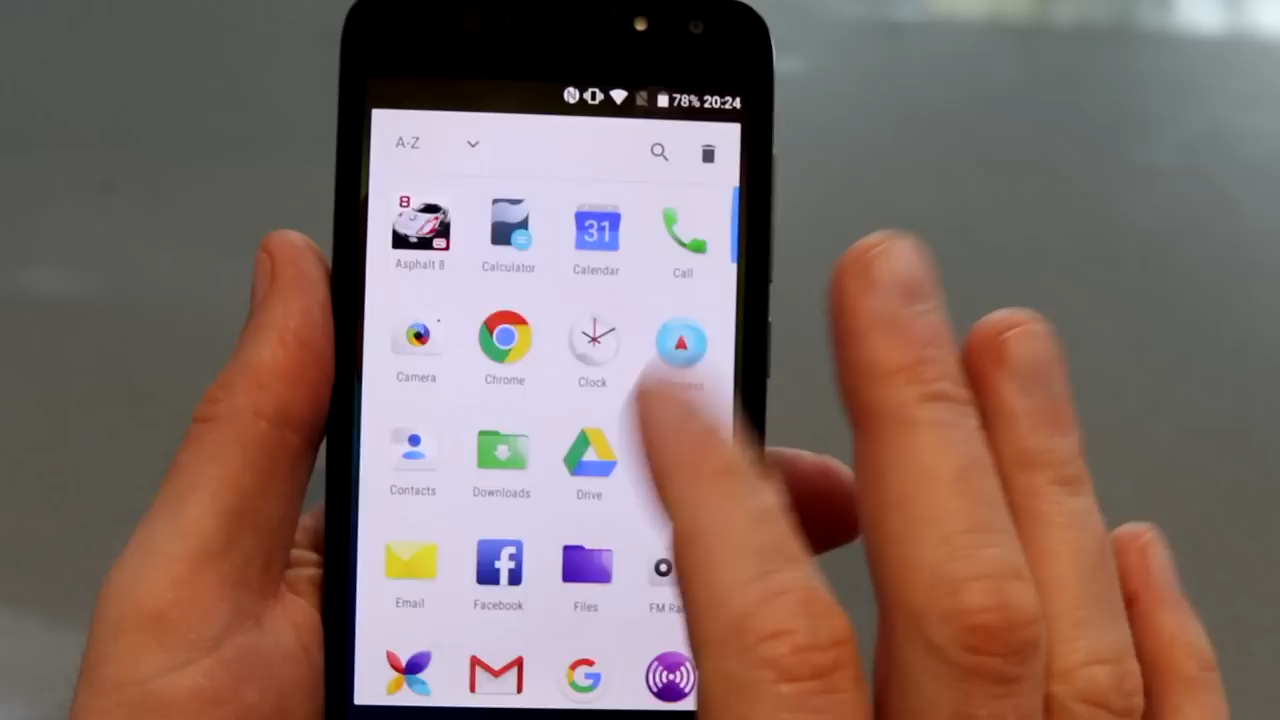 78% 20:24
A-Z
8
31
Asphalt 8
Calculator
Calendar
Call
Camera
Chrome
Clock
Contacts
Downloads
Drive
Email
Facebook
Files
FM Ra